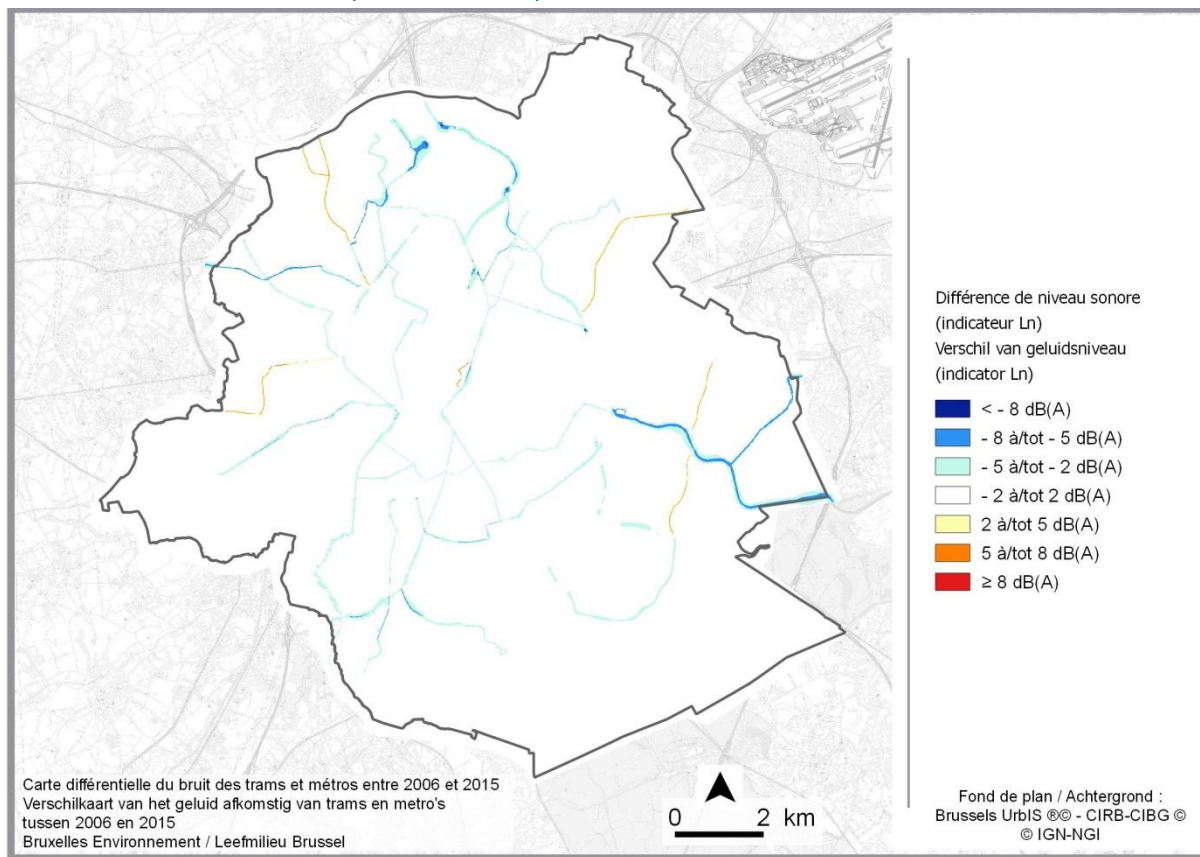 Différence de niveau sonore
(indicateur Ln)
Verschil van geluidsniveau
(indicator Ln)
< - 8 dB(A)
- 8 à/tot - 5 dB(A)
- 5 à/tot - 2 dB(A)
- 2 à/tot 2 dB(A)
2 à/tot 5 dB(A)
5 à/tot 8 dB(A)
≥ 8 dB(A)
Carte différentielle du bruit des trams et métros entre 2006 et 2015
Verschilkaart van het geluid afkomstig van trams en metro's
tussen 2006 en 2015
Bruxelles Environnement / Leefmilieu Brussel
0 2 km
Fond de plan / Achtergrond :
Brussels UrbIS ®© - CIRB-CIBG ©
© IGN-NGI